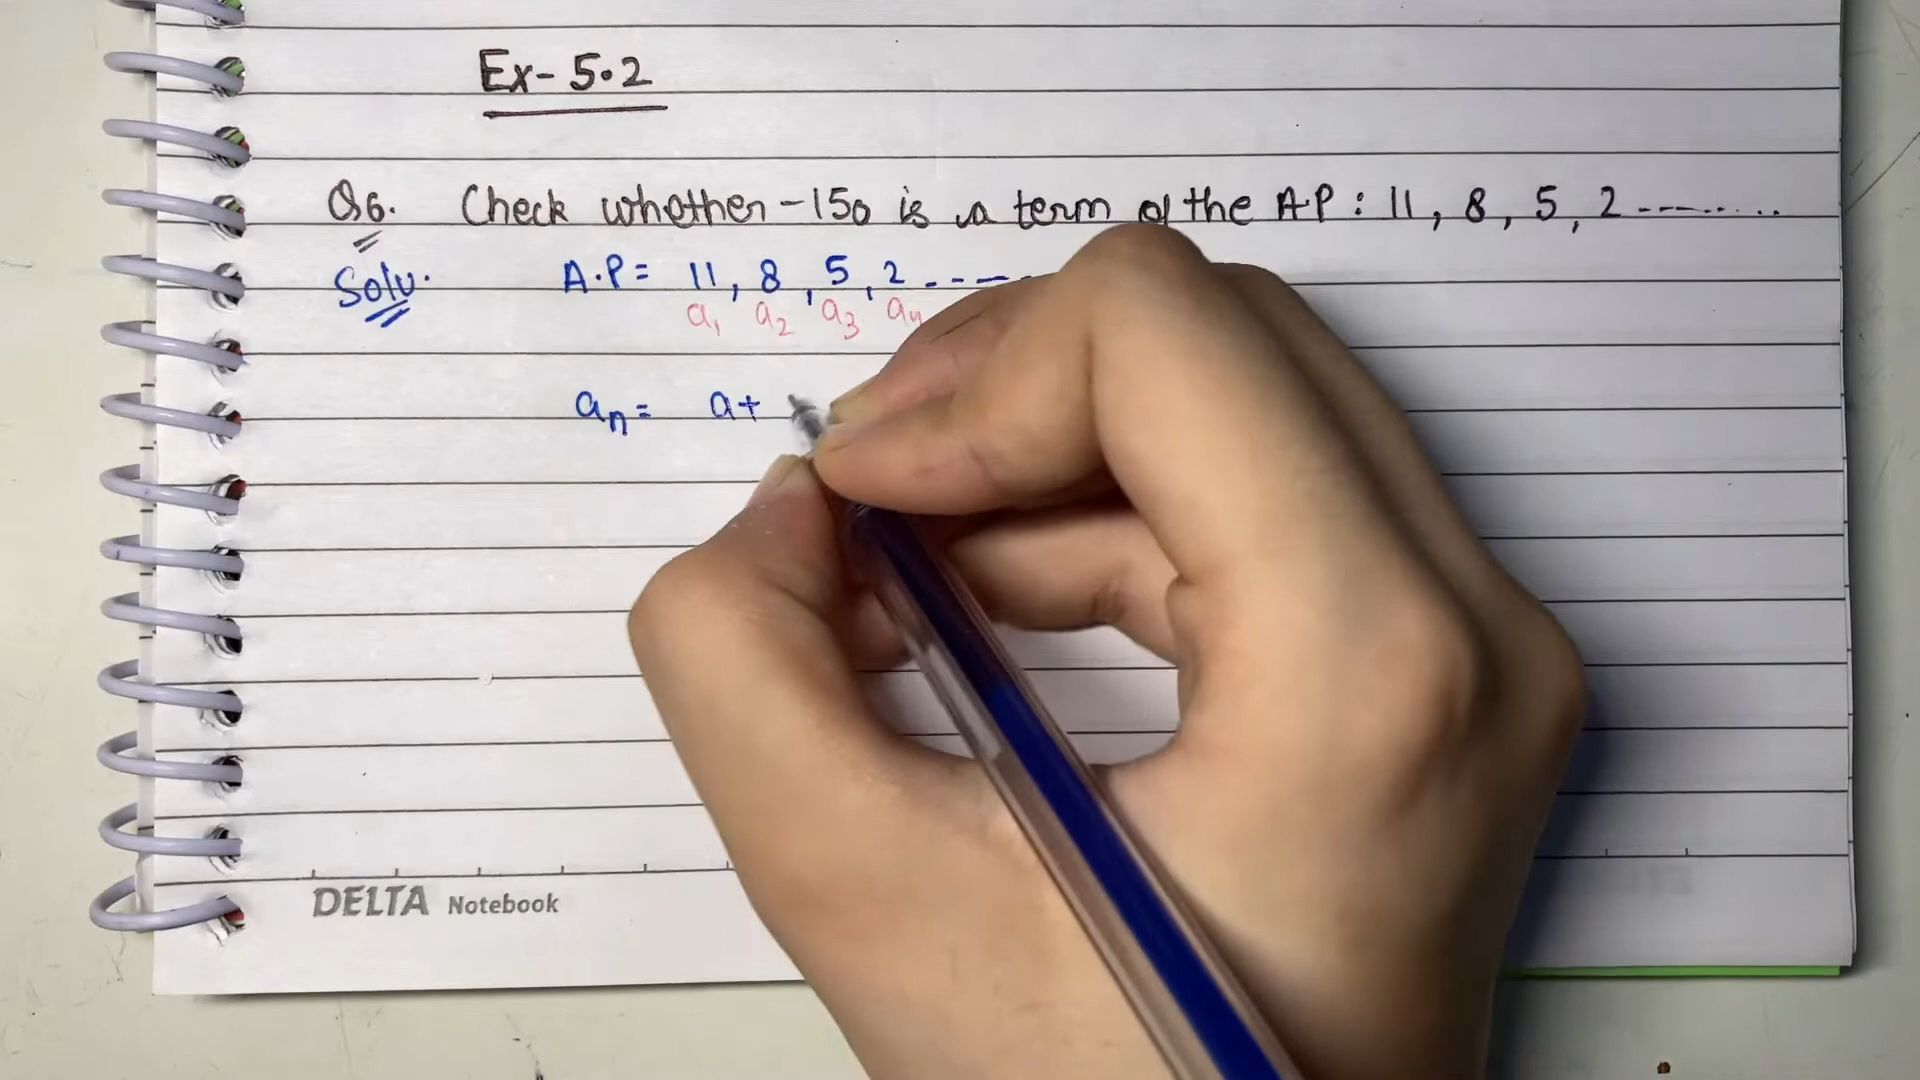 Ex- 5.2
Q6. Check whether -150 is a term of the A.P : 11, 8, 5, 2 --------
Solu. A.P = 11, 8, 5, 2 ----
a₁ a₂ a₃ a₄
aₙ = a+
DELTA Notebook